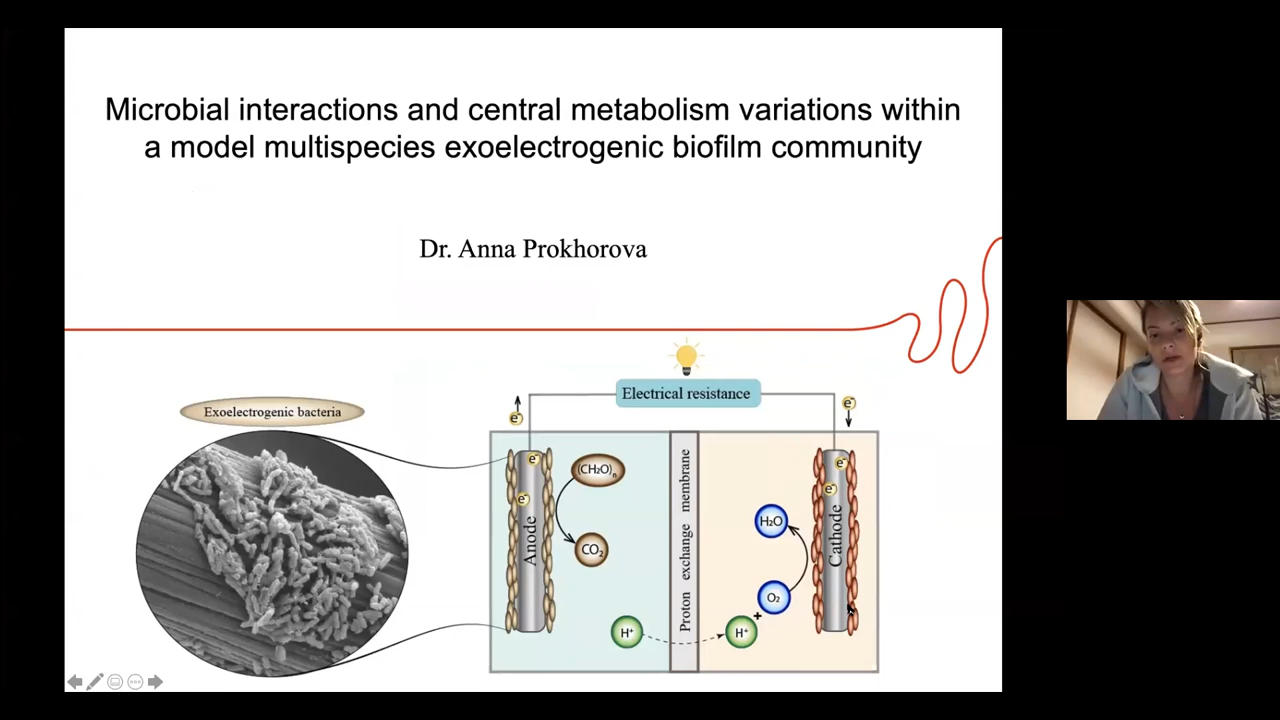 Microbial interactions and central metabolism variations within
a model multispecies exoelectrogenic biofilm community
Dr. Anna Prokhorova
Electrical resistance
Exoelectrogenic bacteria
e⁻
e⁻
e⁻
e⁻
e⁻
e⁻
(CH2O)n
CO2
Anode
Proton exchange membrane
H2O
O2
Cathode
H⁺
H⁺
+